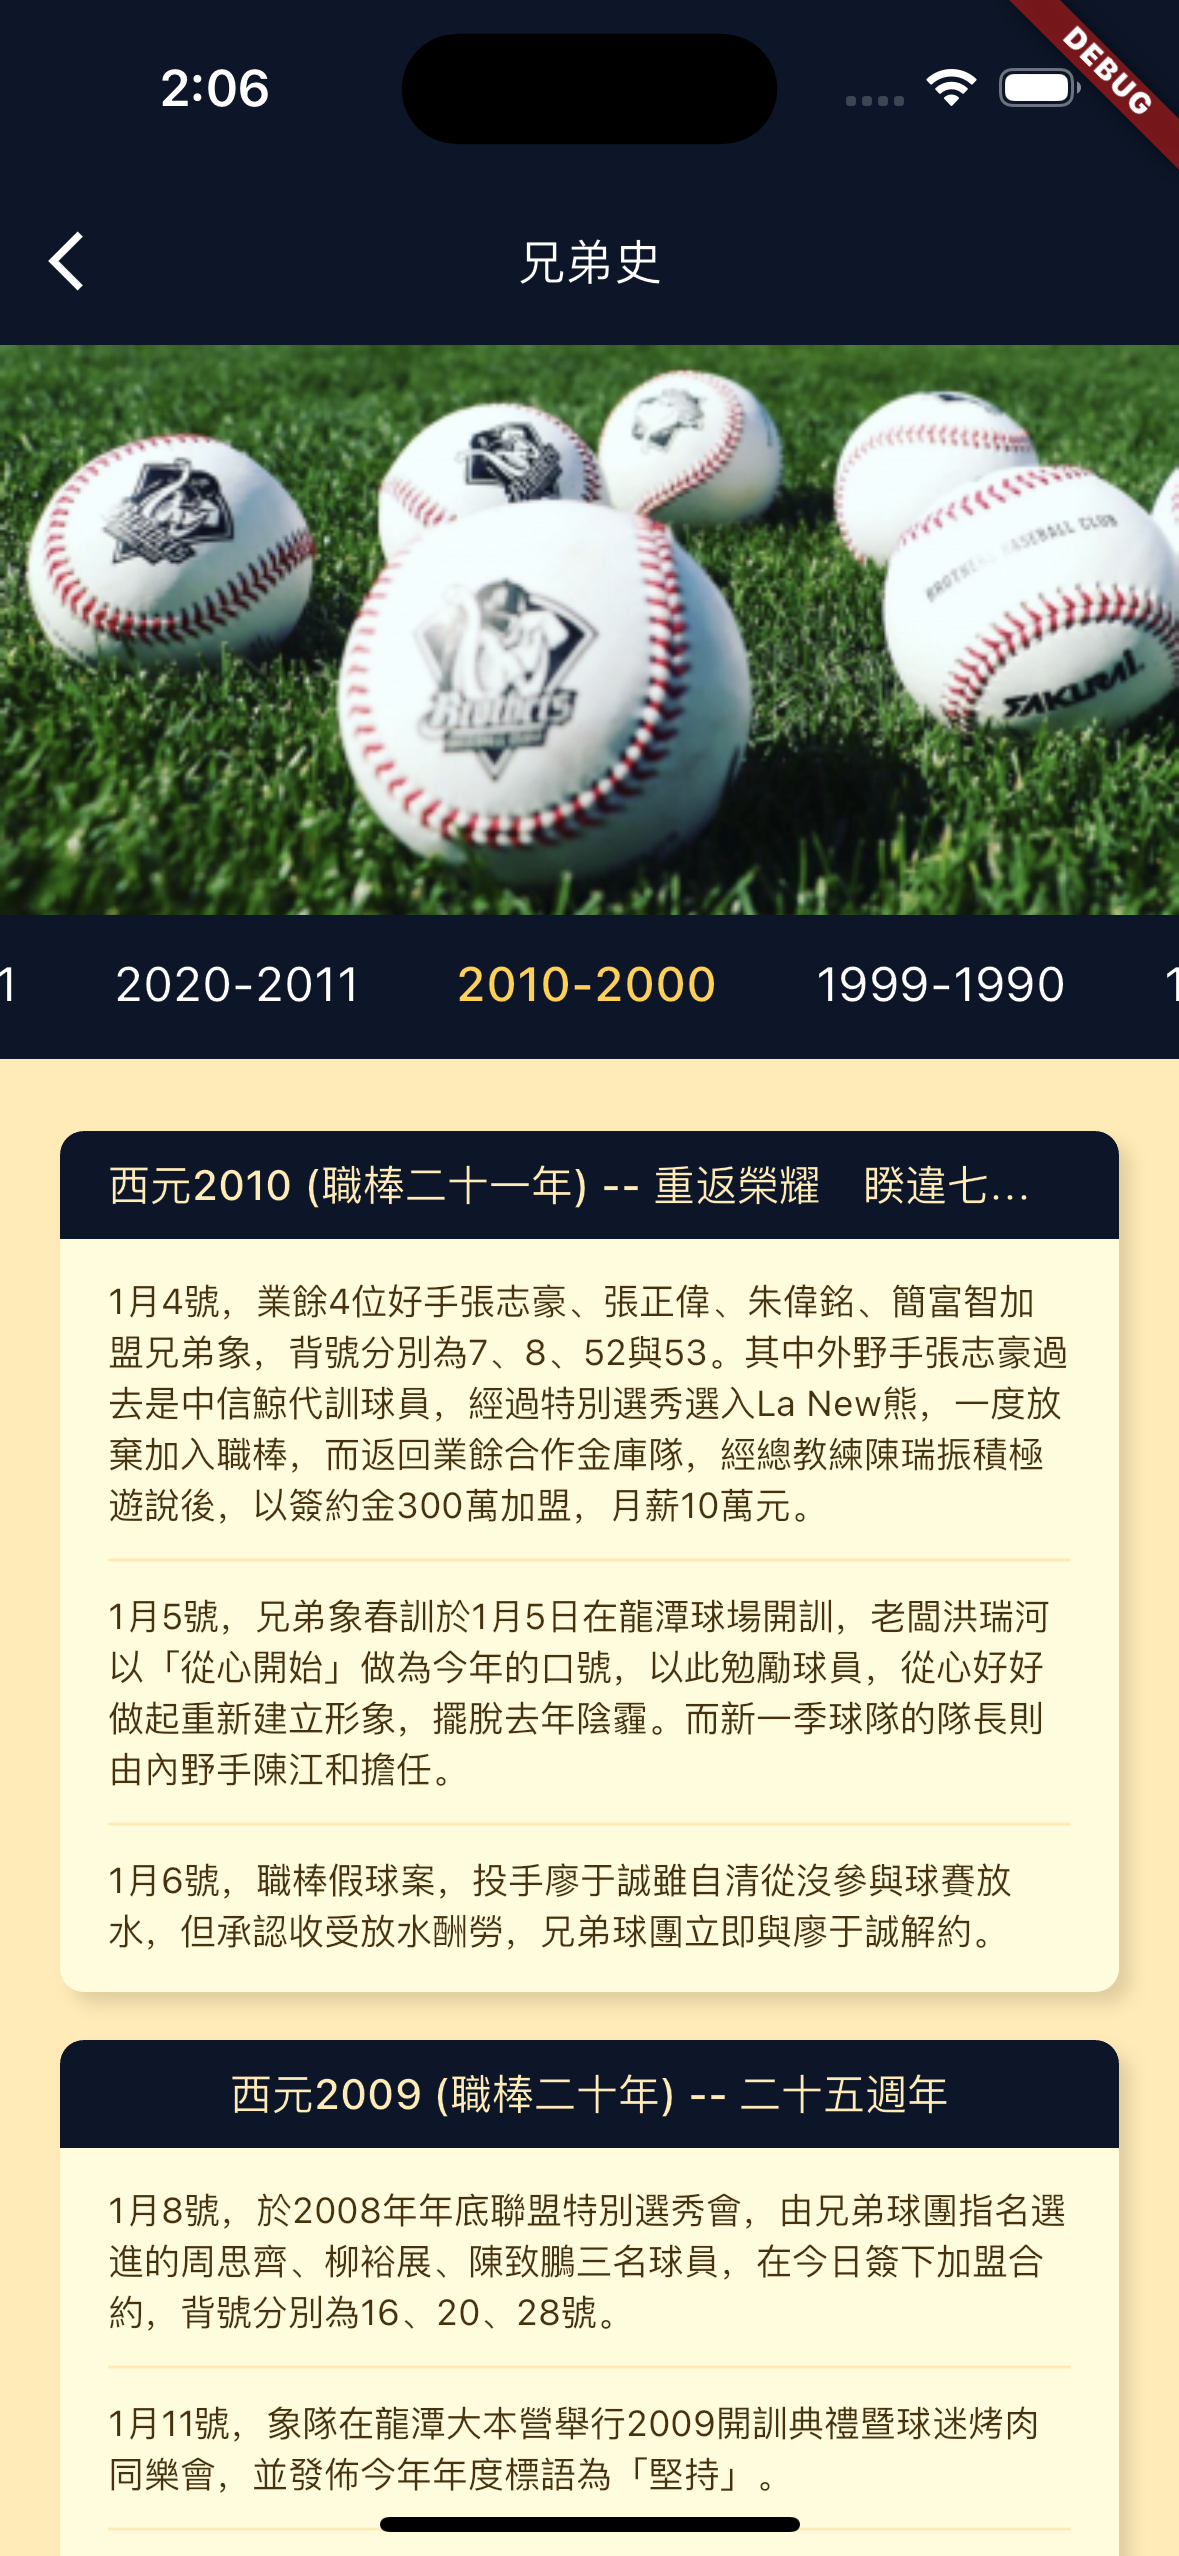 2:06
DEBUG
兄弟史
Brothers
BROTHERS BASEBALL CLUB
SAKURAI
1
2020-2011
2010-2000
1999-1990
1
西元2010 (職棒二十一年) -- 重返榮耀　睽違七...
1月4號，業餘4位好手張志豪、張正偉、朱偉銘、簡富智加
盟兄弟象，背號分別為7、8、52與53。其中外野手張志豪過
去是中信鯨代訓球員，經過特別選秀選入La New熊，一度放
棄加入職棒，而返回業餘合作金庫隊，經總教練陳瑞振積極
遊說後，以簽約金300萬加盟，月薪10萬元。
1月5號，兄弟象春訓於1月5日在龍潭球場開訓，老闆洪瑞河
以「從心開始」做為今年的口號，以此勉勵球員，從心好好
做起重新建立形象，擺脫去年陰霾。而新一季球隊的隊長則
由內野手陳江和擔任。
1月6號，職棒假球案，投手廖于誠雖自清從沒參與球賽放
水，但承認收受放水酬勞，兄弟球團立即與廖于誠解約。
西元2009 (職棒二十年) -- 二十五週年
1月8號，於2008年年底聯盟特別選秀會，由兄弟球團指名選
進的周思齊、柳裕展、陳致鵬三名球員，在今日簽下加盟合
約，背號分別為16、20、28號。
1月11號，象隊在龍潭大本營舉行2009開訓典禮暨球迷烤肉
同樂會，並發佈今年年度標語為「堅持」。